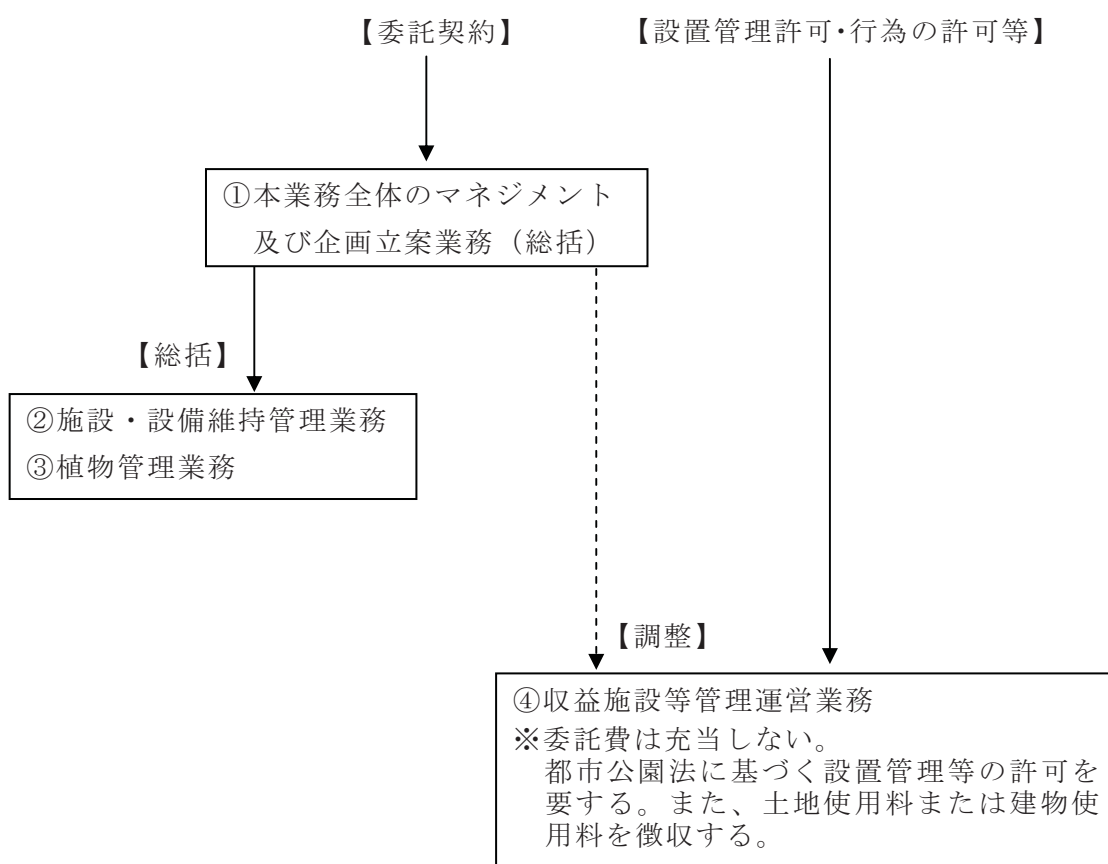 【委託契約】
【設置管理許可・行為の許可等】
①本業務全体のマネジメント
及び企画立案業務（総括）
【総括】
②施設・設備維持管理業務
③植物管理業務
【調整】
④収益施設等管理運営業務
※委託費は充当しない。
都市公園法に基づく設置管理等の許可を
要する。また、土地使用料または建物使
用料を徴収する。